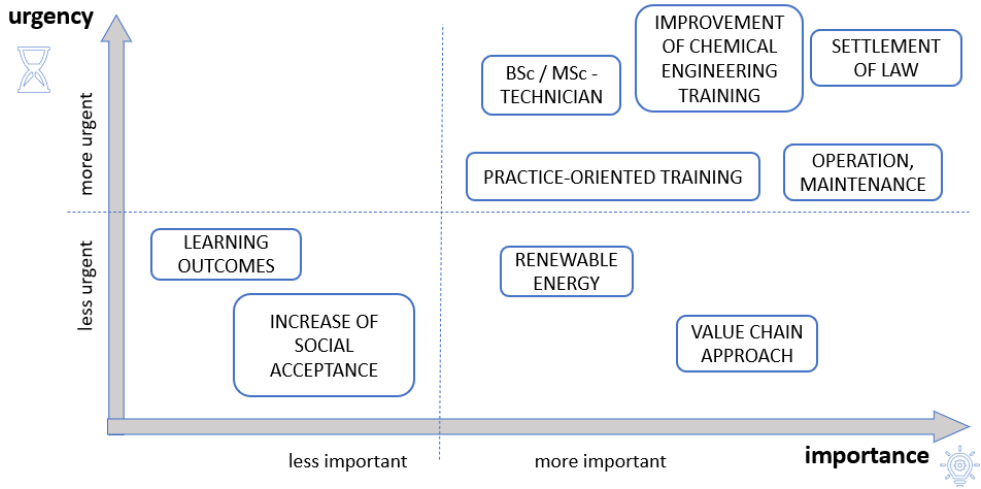 urgency
more urgent
less urgent
BSc / MSc -
TECHNICIAN
IMPROVEMENT
OF CHEMICAL
ENGINEERING
TRAINING
SETTLEMENT
OF LAW
PRACTICE-ORIENTED TRAINING
OPERATION,
MAINTENANCE
LEARNING
OUTCOMES
RENEWABLE
ENERGY
INCREASE OF
SOCIAL
ACCEPTANCE
VALUE CHAIN
APPROACH
less important
more important
importance